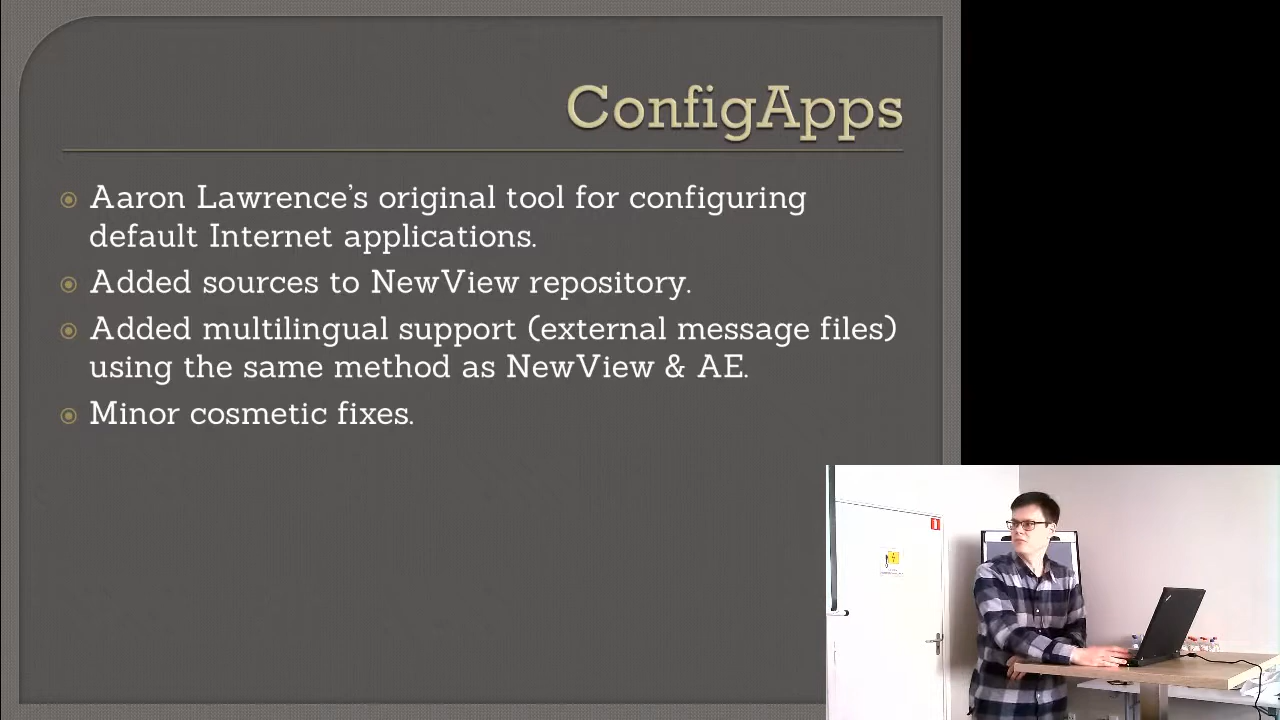 ConfigApps
Aaron Lawrence's original tool for configuring
default Internet applications.
Added sources to NewView repository.
Added multilingual support (external message files)
using the same method as NewView & AE.
Minor cosmetic fixes.